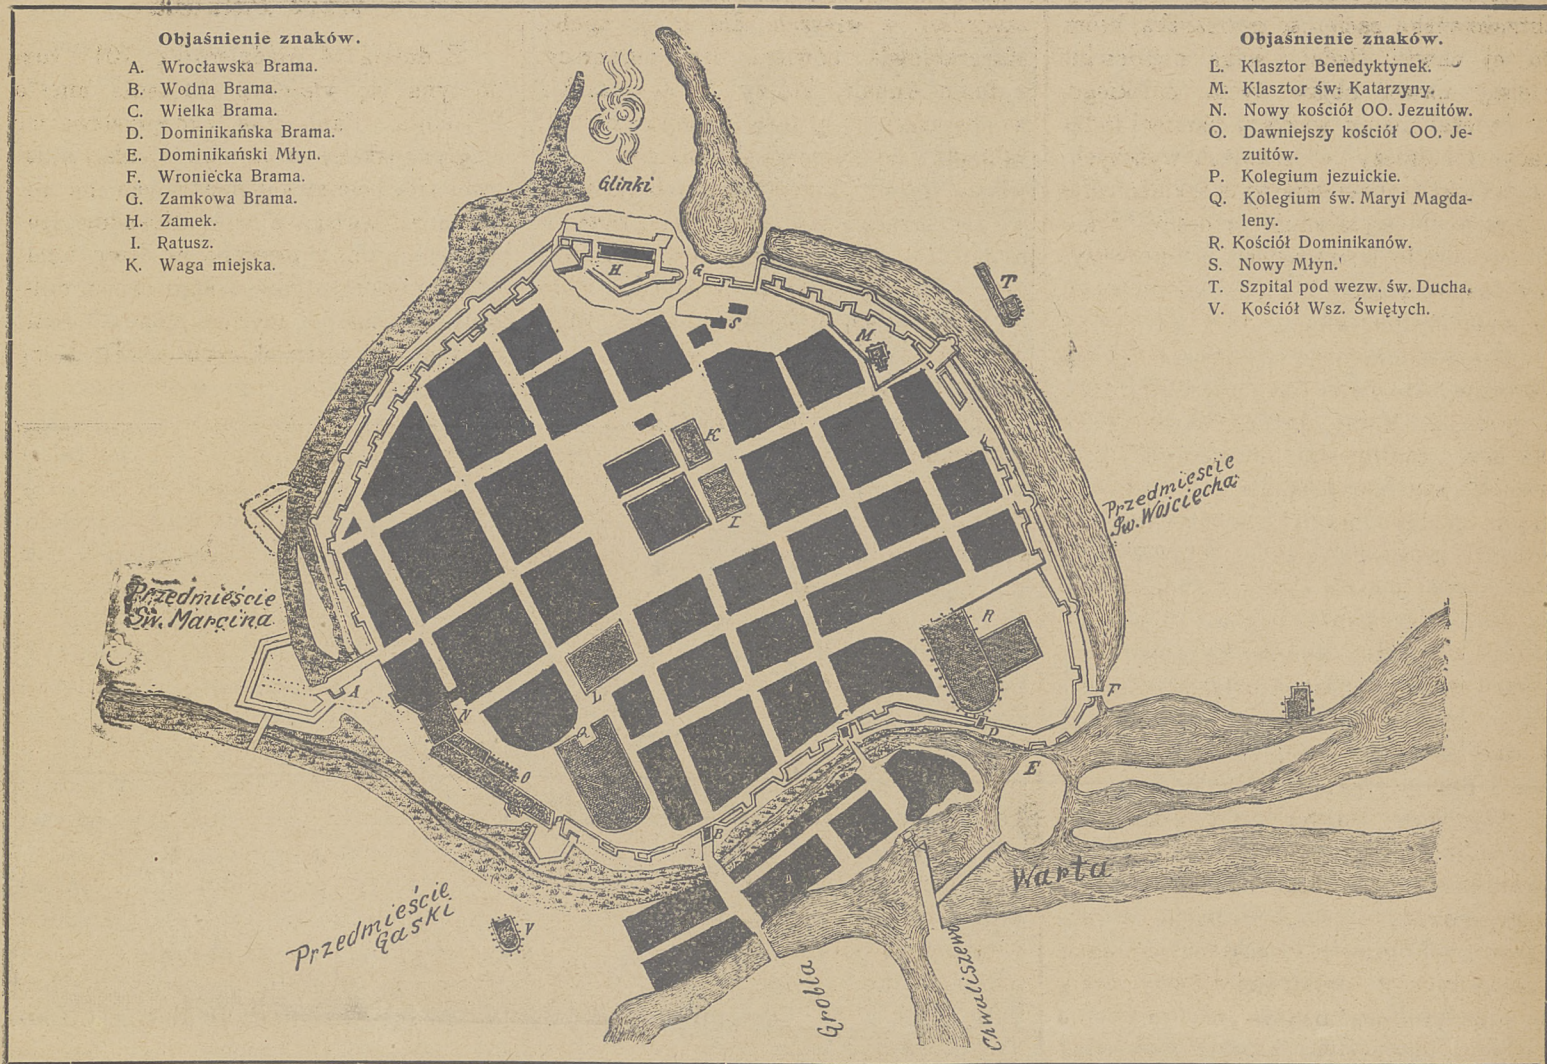 Objaśnienie znaków.
A. Wrocławska Brama.
B. Wodna Brama.
C. Wielka Brama.
D. Dominikańska Brama.
E. Dominikański Młyn.
F. Wroniecka Brama.
G. Zamkowa Brama.
H. Zamek.
I. Ratusz.
K. Waga miejska.
Objaśnienie znaków.
L. Klasztor Benedyktynek.
M. Klasztor św. Katarzyny.
N. Nowy kościół OO. Jezuitów.
O. Dawniejszy kościół OO. Je-
zuitów.
P. Kolegium jezuickie.
Q. Kolegium św. Maryi Magda-
leny.
R. Kościół Dominikanów.
S. Nowy Młyn.
T. Szpital pod wezw. św. Ducha.
V. Kościół Wsz. Świętych.
Glinki
H
G
T
S
M
K
I
Przedmieście
Św. Wojciecha
Przedmieście
Św. Marcina
R
A
L
F
N
Q
D
O
E
B
Warta
Przedmieście
Gaski
V
Grobla
Chwaliszewo